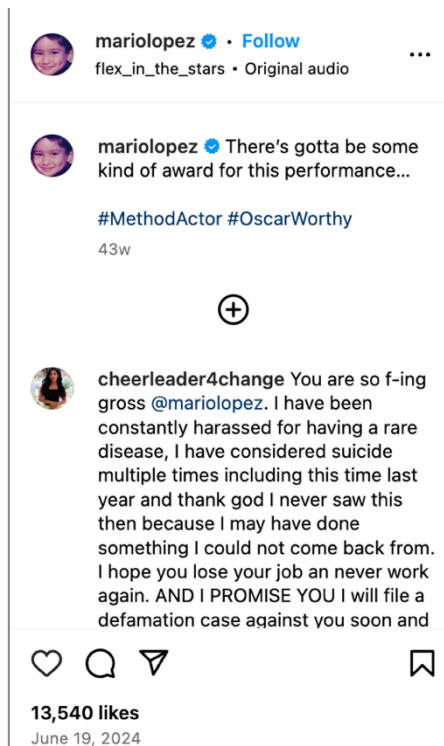 mariolopez • Follow
flex_in_the_stars • Original audio
mariolopez There's gotta be some
kind of award for this performance...
#MethodActor #OscarWorthy
43w
cheerleader4change You are so f-ing
gross @mariolopez. I have been
constantly harassed for having a rare
disease, I have considered suicide
multiple times including this time last
year and thank god I never saw this
then because I may have done
something I could not come back from.
I hope you lose your job an never work
again. AND I PROMISE YOU I will file a
defamation case against you soon and
13,540 likes
June 19, 2024